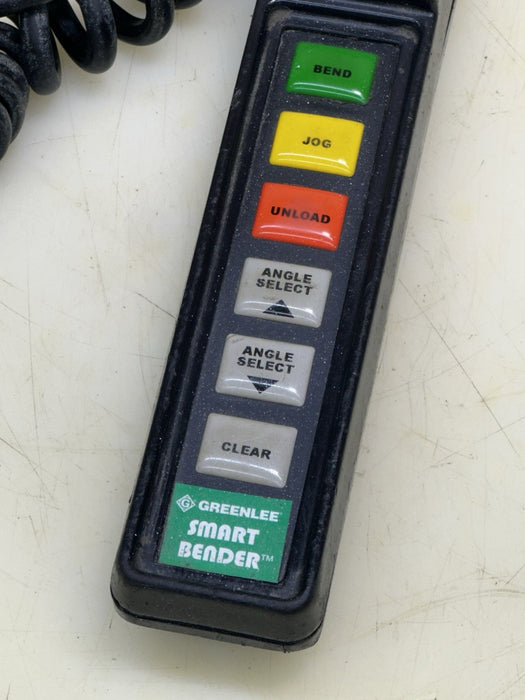 BEND
JOG
UNLOAD
ANGLE
SELECT
ANGLE
SELECT
CLEAR
G GREENLEE
SMART
BENDER™